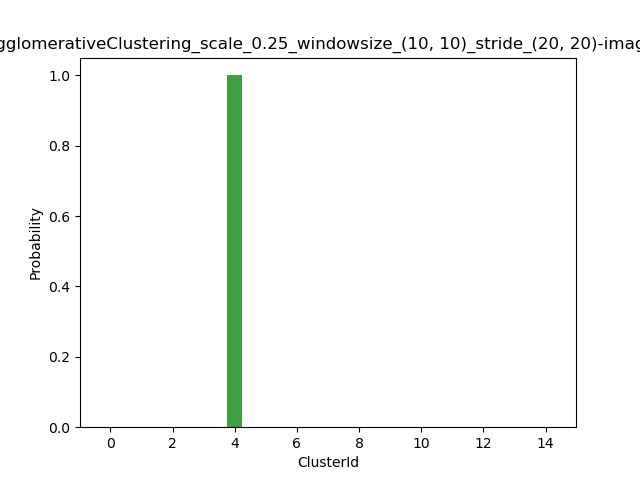 gglomerativeClustering_scale_0.25_windowsize_(10, 10)_stride_(20, 20)-imag
1.0
0.8
0.6
0.4
0.2
0.0
Probability
0 2 4 6 8 10 12 14
ClusterId